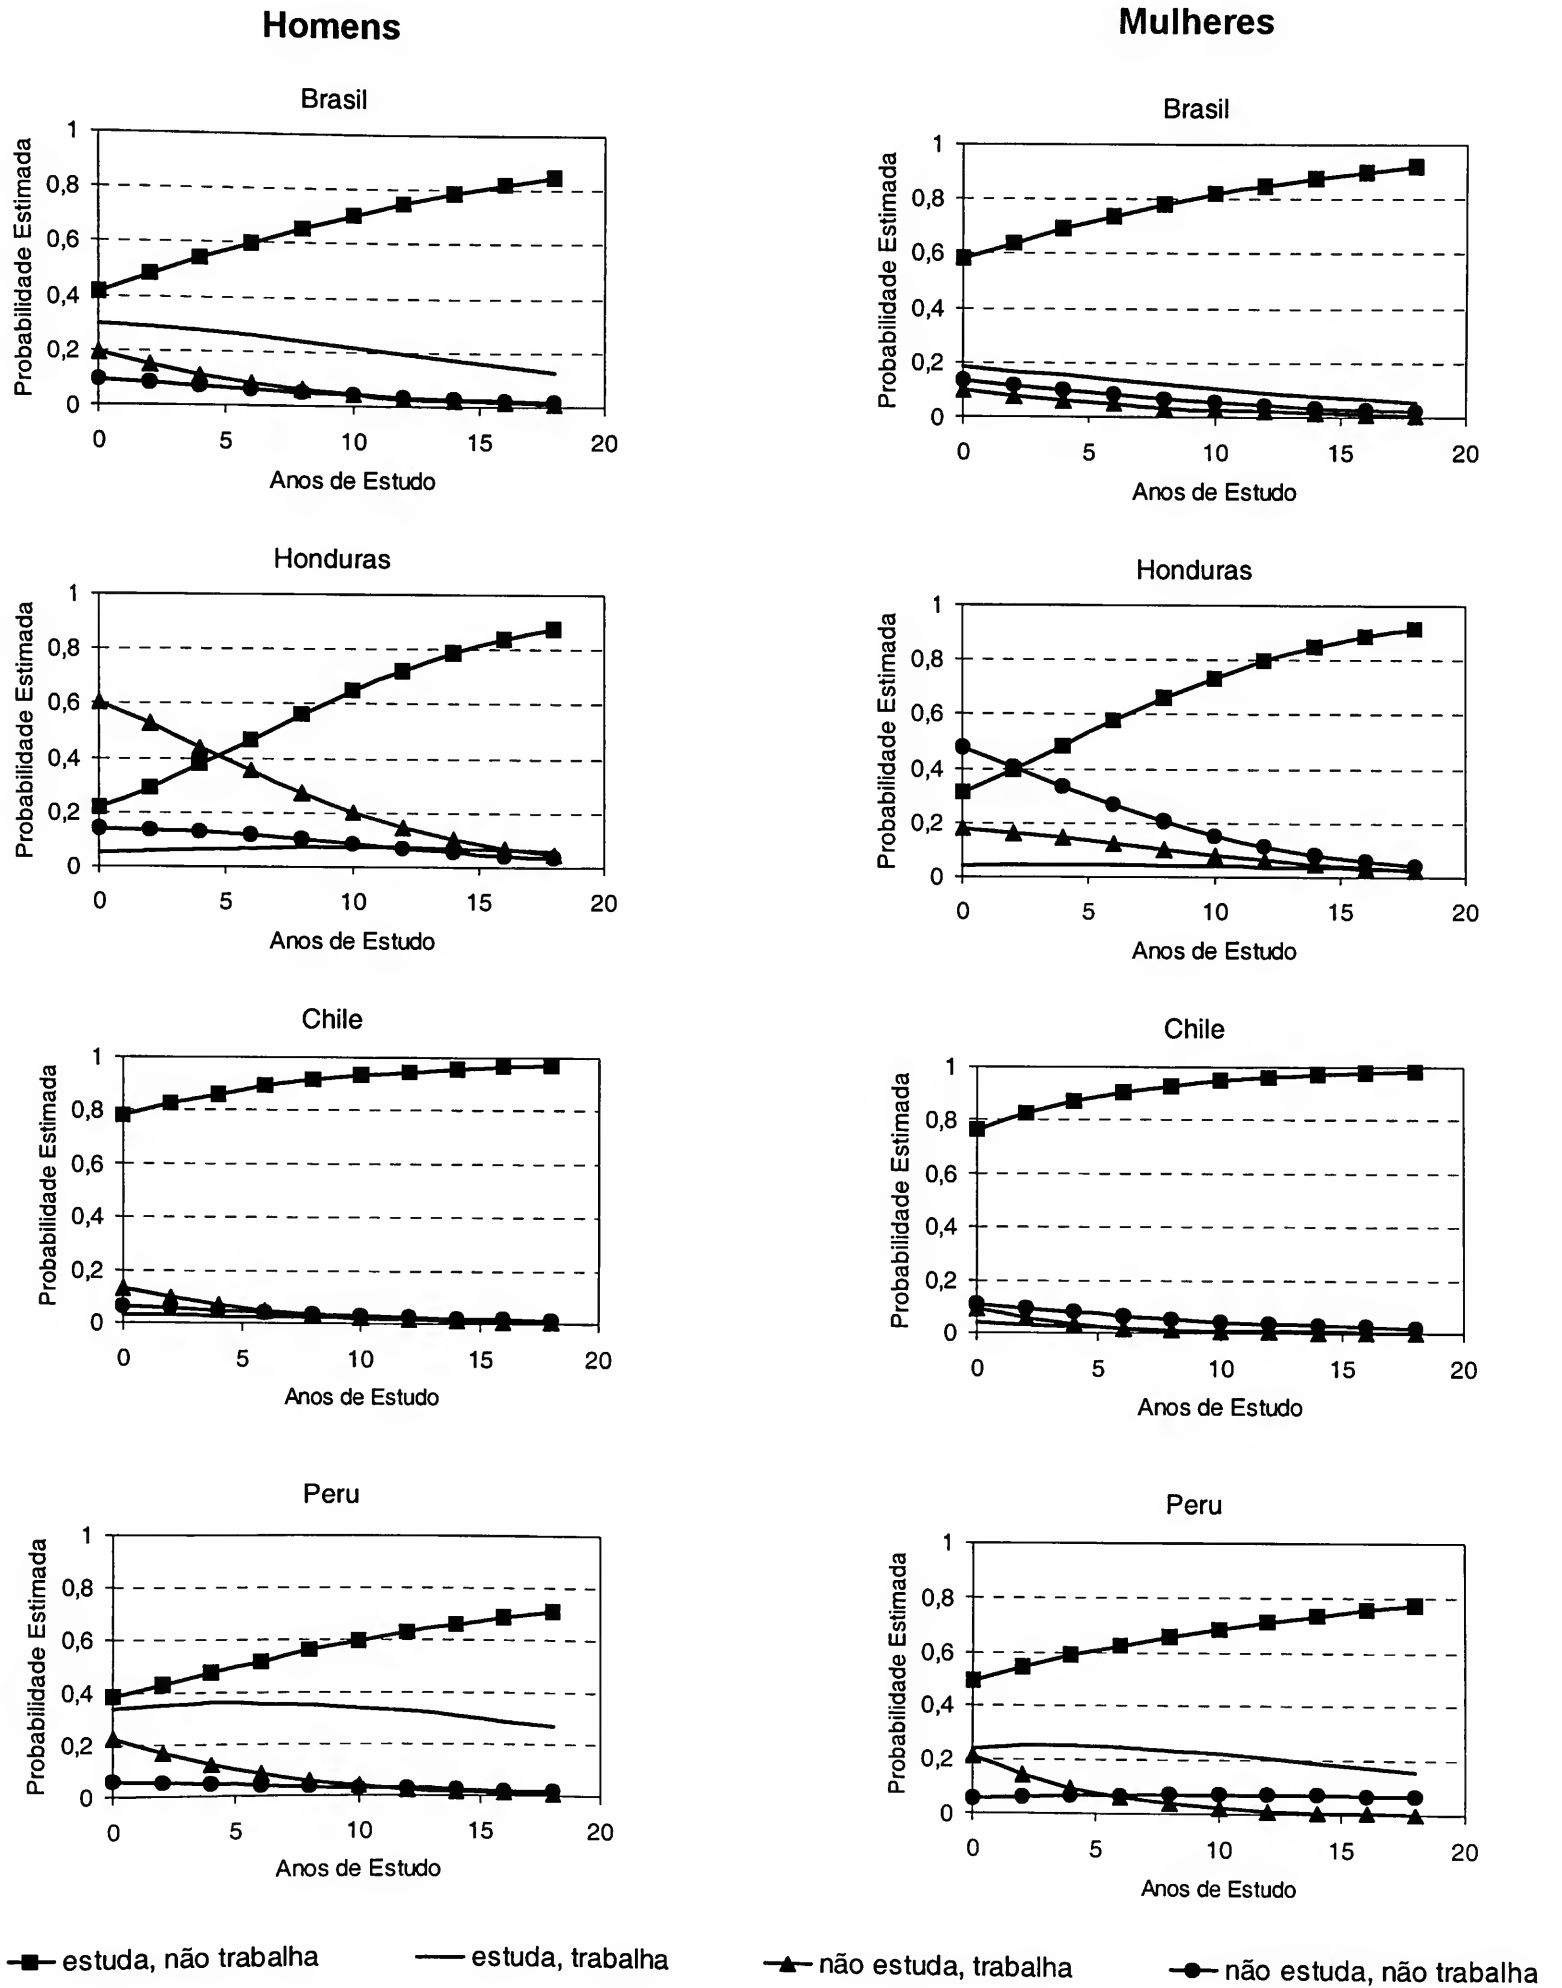 Homens
Mulheres
Brasil
Probabilidade Estimada
1
0,8
0,6
0,4
0,2
0
0 5 10 15 20
Anos de Estudo
Brasil
Probabilidade Estimada
1
0,8
0,6
0,4
0,2
0
0 5 10 15 20
Anos de Estudo
Honduras
Probabilidade Estimada
1
0,8
0,6
0,4
0,2
0
0 5 10 15 20
Anos de Estudo
Honduras
Probabilidade Estimada
1
0,8
0,6
0,4
0,2
0
0 5 10 15 20
Anos de Estudo
Chile
Probabilidade Estimada
1
0,8
0,6
0,4
0,2
0
0 5 10 15 20
Anos de Estudo
Chile
Probabilidade Estimada
1
0,8
0,6
0,4
0,2
0
0 5 10 15 20
Anos de Estudo
Peru
Probabilidade Estimada
1
0,8
0,6
0,4
0,2
0
0 5 10 15 20
Anos de Estudo
Peru
Probabilidade Estimada
1
0,8
0,6
0,4
0,2
0
0 5 10 15 20
Anos de Estudo
estuda, não trabalha estuda, trabalha não estuda, trabalha não estuda, não trabalha